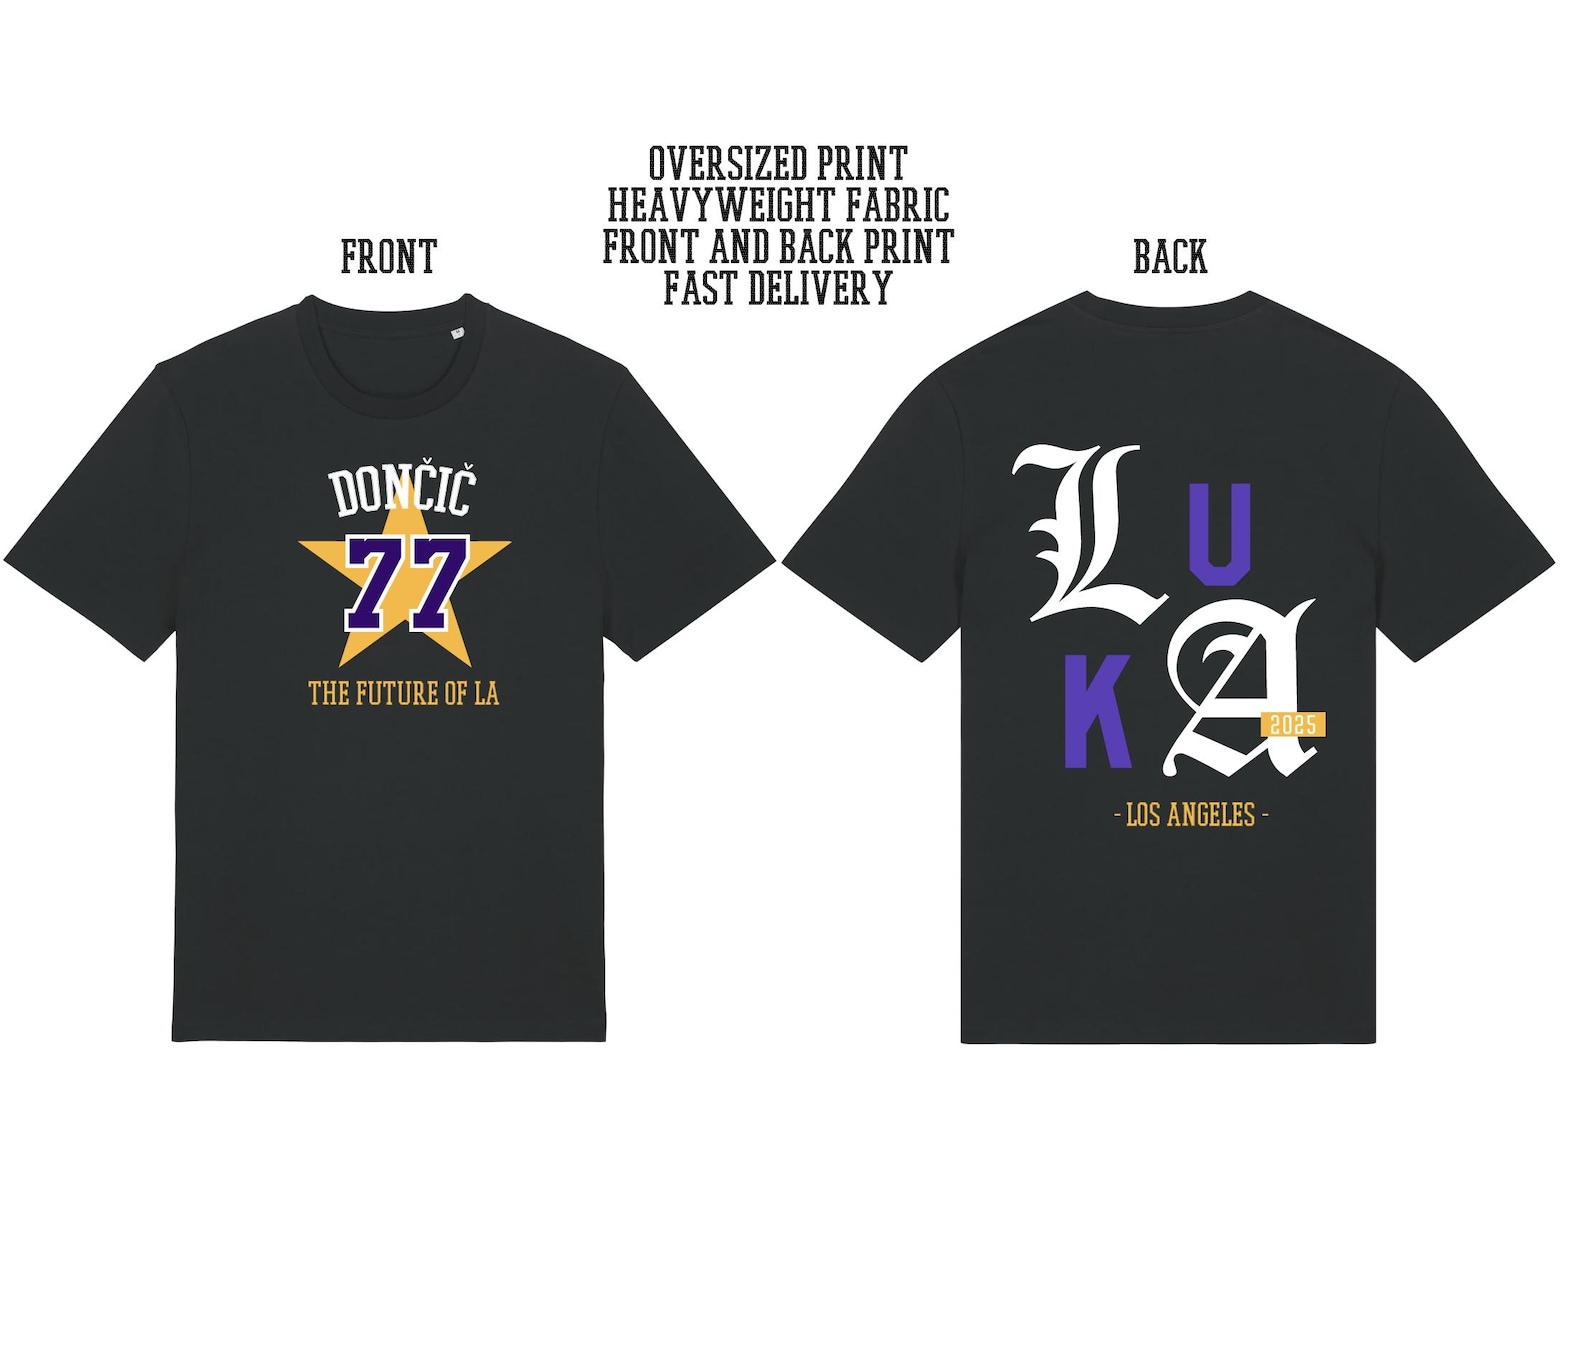 OVERSIZED PRINT
HEAVYWEIGHT FABRIC
FRONT AND BACK PRINT
FAST DELIVERY
FRONT
DONČIĆ
77
THE FUTURE OF LA
BACK
L U
K A
2025
- LOS ANGELES -